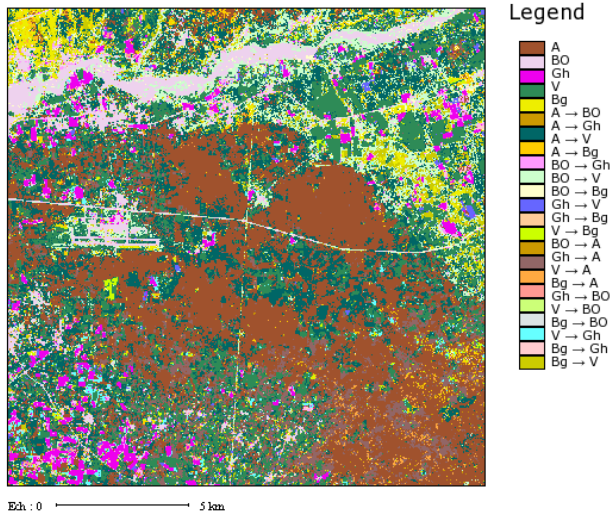 Legend
A
BO
Gh
V
Bg
A → BO
A → Gh
A → V
A → Bg
BO → Gh
BO → V
BO → Bg
Gh → V
Gh → Bg
V → Bg
BO → A
Gh → A
V → A
Bg → A
Gh → BO
V → BO
Bg → BO
V → Gh
Bg → Gh
Bg → V
Ech : 0 5 km